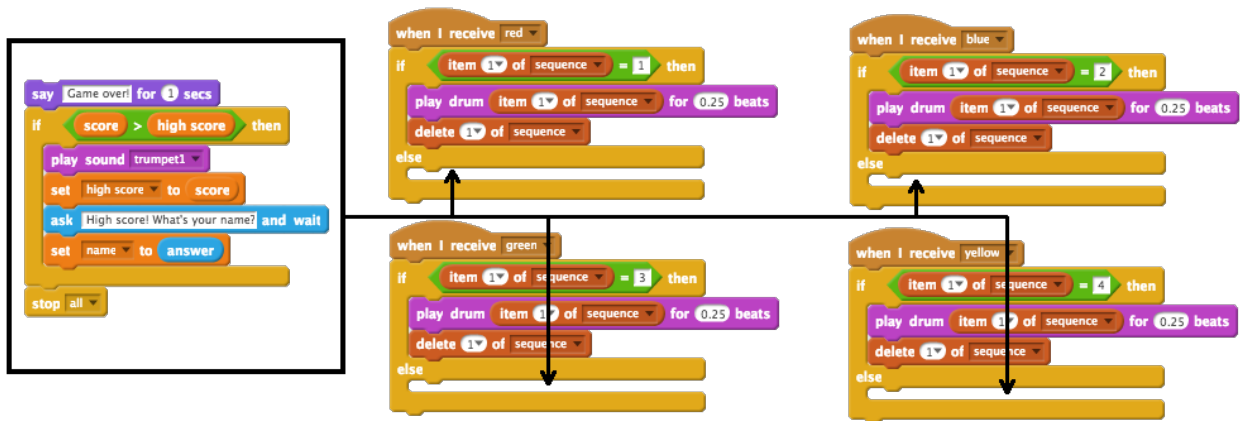 say Game over! for 1 secs
if score > high score then
play sound trumpet1
set high score to score
ask High score! What's your name? and wait
set name to answer
stop all
when I receive red
if item 1 of sequence = 1 then
play drum item 1 of sequence for 0.25 beats
delete 1 of sequence
else
when I receive blue
if item 1 of sequence = 2 then
play drum item 1 of sequence for 0.25 beats
delete 1 of sequence
else
when I receive green
if item 1 of sequence = 3 then
play drum item 1 of sequence for 0.25 beats
delete 1 of sequence
else
when I receive yellow
if item 1 of sequence = 4 then
play drum item 1 of sequence for 0.25 beats
delete 1 of sequence
else